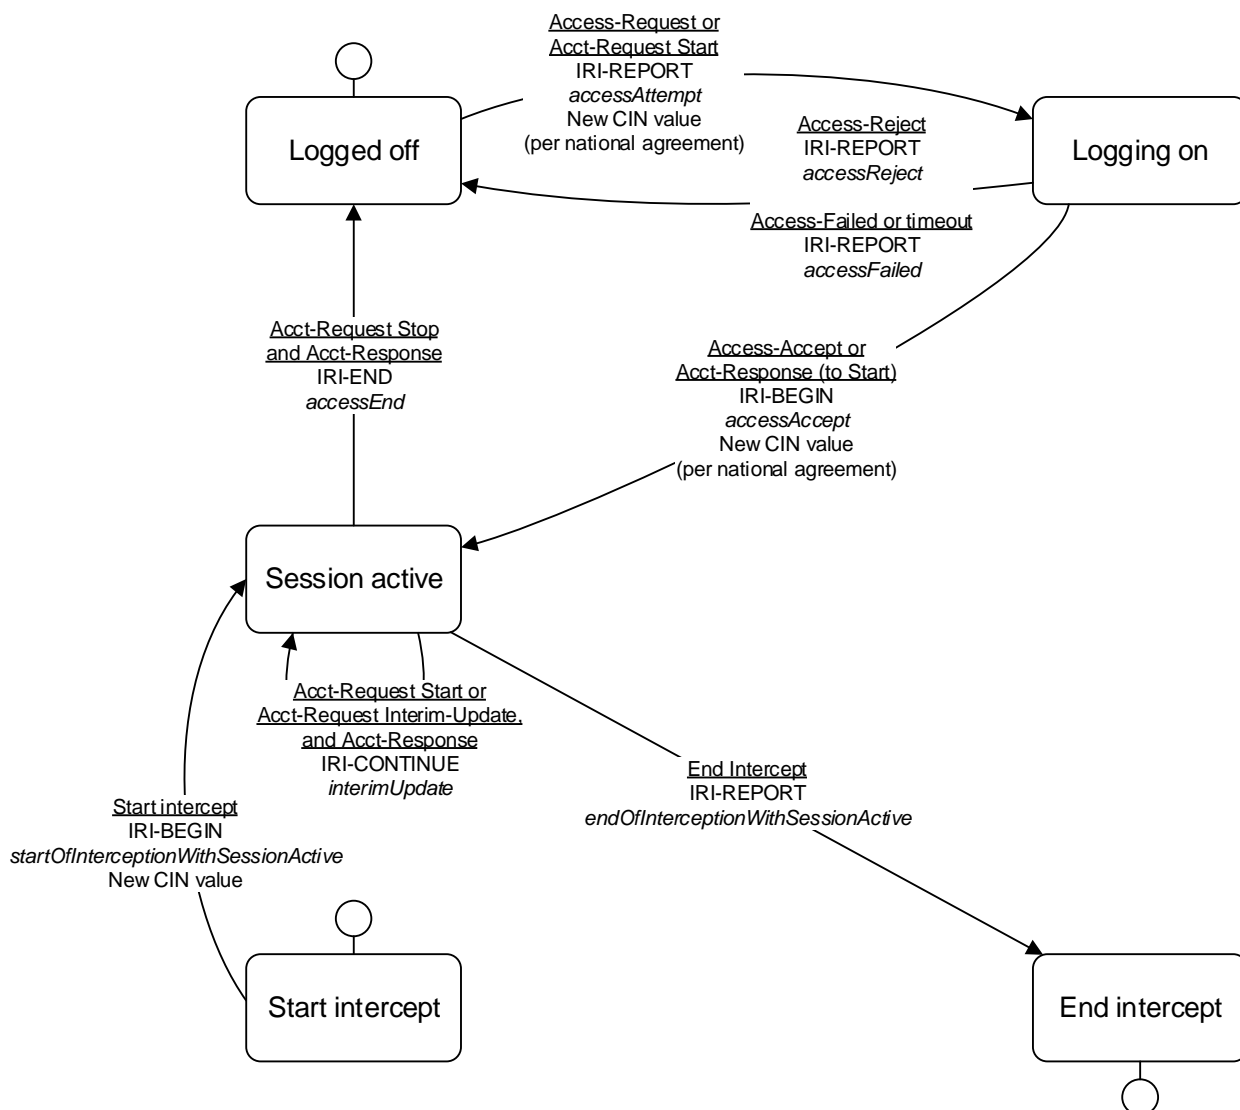 Access-Request or
Acct-Request Start
IRI-REPORT
accessAttempt
New CIN value
(per national agreement)
Logged off
Logging on
Access-Reject
IRI-REPORT
accessReject
Access-Failed or timeout
IRI-REPORT
accessFailed
Acct-Request Stop
and Acct-Response
IRI-END
accessEnd
Access-Accept or
Acct-Response (to Start)
IRI-BEGIN
accessAccept
New CIN value
(per national agreement)
Session active
Acct-Request Start or
Acct-Request Interim-Update,
and Acct-Response
IRI-CONTINUE
interimUpdate
End Intercept
IRI-REPORT
endOfInterceptionWithSessionActive
Start intercept
IRI-BEGIN
startOfInterceptionWithSessionActive
New CIN value
Start intercept
End intercept